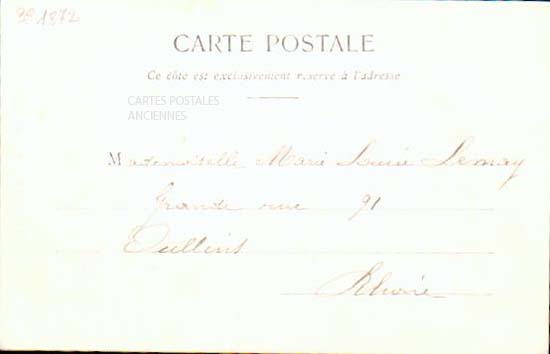 991872
CARTE POSTALE
Ce côté est exclusivement réservé à l'adresse
CARTES POSTALES
ANCIENNES
Mademoiselle Marie Louise Lemay
Grande rue 91
Oullins
Rhône